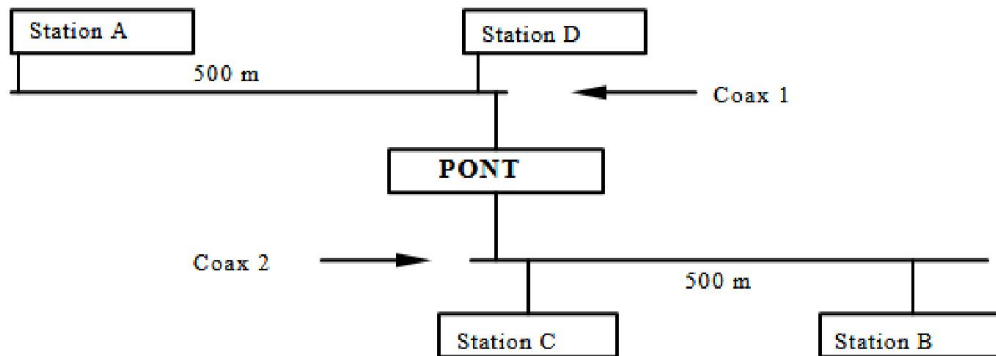 Station A
Station D
500 m
Coax 1
PONT
Coax 2
500 m
Station C
Station B